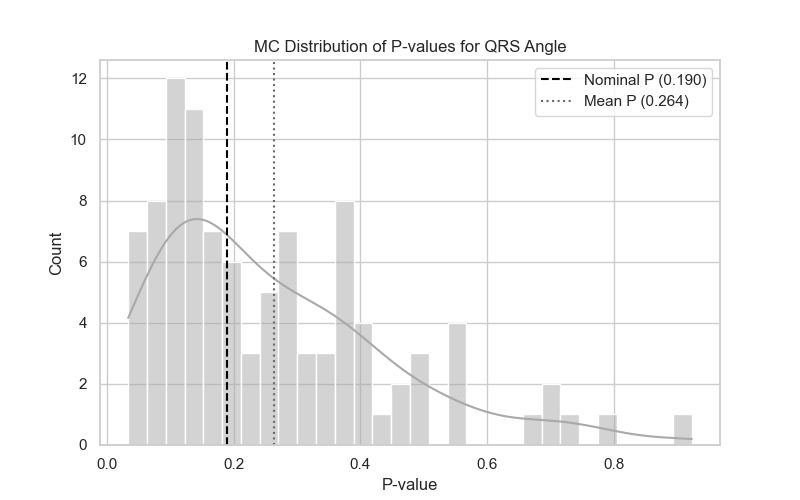 MC Distribution of P-values for QRS Angle
Nominal P (0.190)
Mean P (0.264)
Count
12
10
8
6
4
2
0
0.0 0.2 0.4 0.6 0.8
P-value